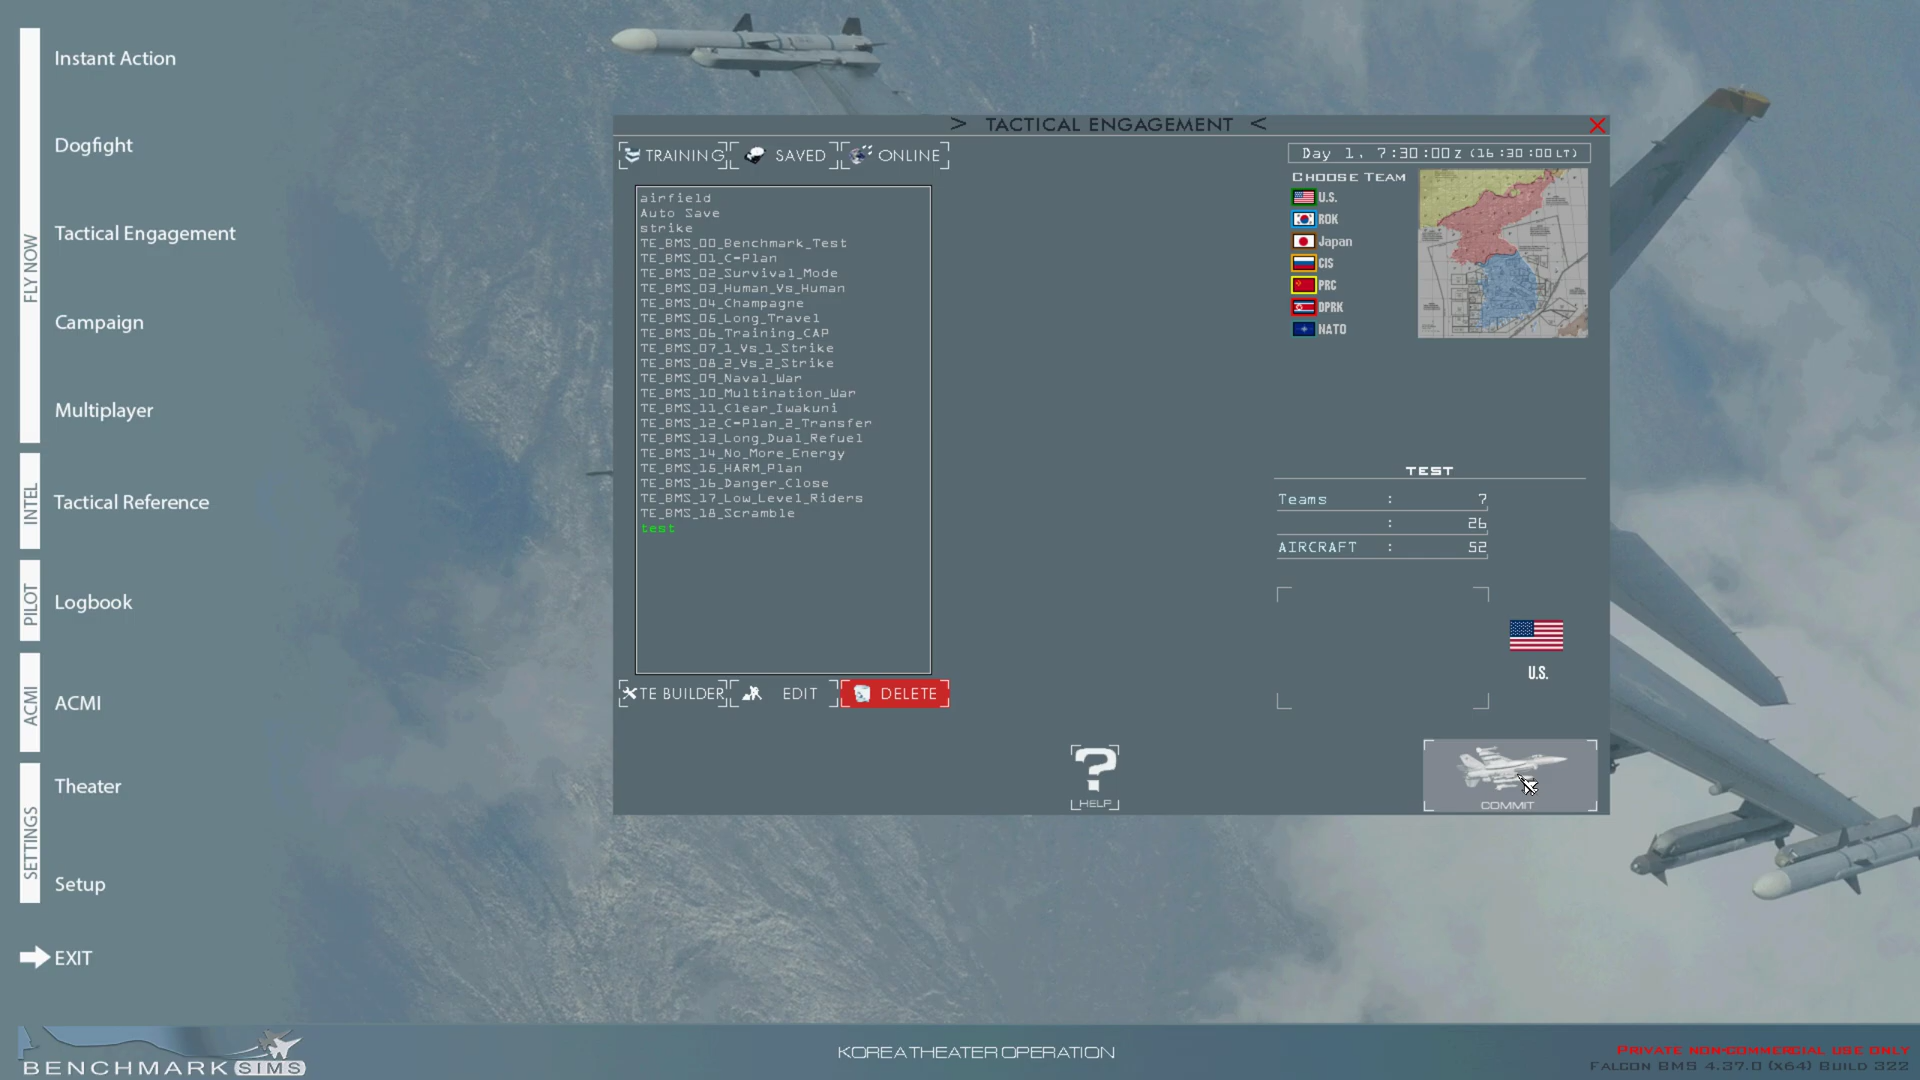 Instant Action
Dogfight
Tactical Engagement
FLY NOW
Campaign
Multiplayer
INTEL
Tactical Reference
PILOT
Logbook
ACMI
ACMI
Theater
SETTINGS
Setup
EXIT
> TACTICAL ENGAGEMENT <
TRAINING
SAVED
ONLINE
airfield
Auto Save
strike
TE_BMS_00_Benchmark_Test
TE_BMS_01_C-Plan
TE_BMS_02_Survival_Mode
TE_BMS_03_Human_Vs_Human
TE_BMS_04_Champagne
TE_BMS_05_Long_Travel
TE_BMS_06_Training_CAP
TE_BMS_07_1_Vs_1_Strike
TE_BMS_08_2_Vs_2_Strike
TE_BMS_09_Naval_War
TE_BMS_10_Multination_War
TE_BMS_11_Clear_Iwakuni
TE_BMS_12_C-Plan_2_Transfer
TE_BMS_13_Long_Dual_Refuel
TE_BMS_14_No_More_Energy
TE_BMS_15_HARM_Plan
TE_BMS_16_Danger_Close
TE_BMS_17_Low_Level_Riders
TE_BMS_18_Scramble
test
TE BUILDER
EDIT
DELETE
Day 1, 7:30:00z (16:30:00LT)
CHOOSE TEAM
U.S.
ROK
Japan
CIS
PRC
DPRK
NATO
TEST
Teams : 7
: 26
AIRCRAFT : 52
U.S.
?
HELP
COMMIT
BENCHMARK SIMS
KOREA THEATER OPERATION
PRIVATE NON-COMMERCIAL USE ONLY
FALCON BMS 4.37.0 (X64) BUILD 322